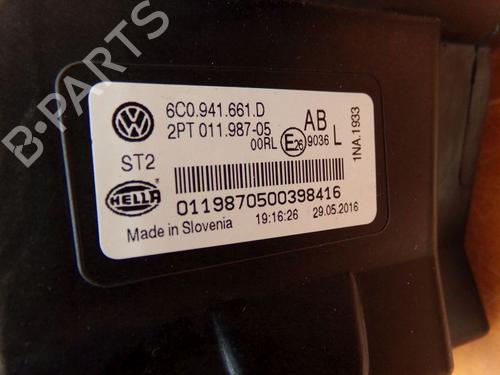 B-PARTS
6C0.941.661.D
2PT 011.987-05
AB
00RL E26 9036 L
1NA.1933
ST2
HELLA
0119870500398416
19:16:26 29.05.2016
Made in Slovenia